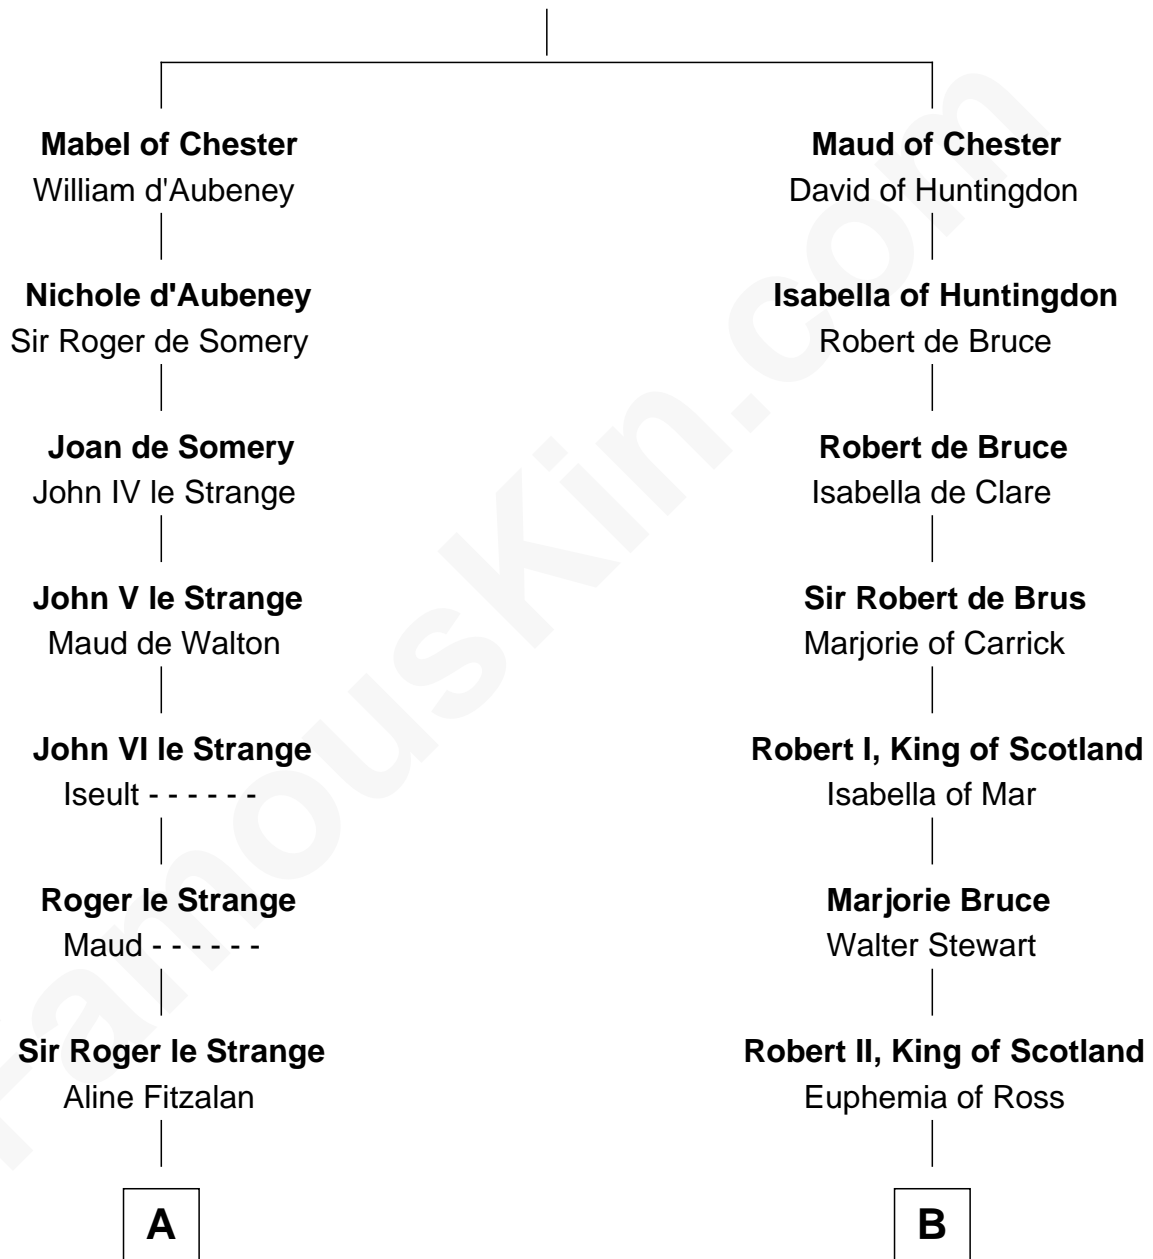 Mabel of Chester
William d'Aubeney
Maud of Chester
David of Huntingdon
Nichole d'Aubeney
Sir Roger de Somery
Isabella of Huntingdon
Robert de Bruce
Joan de Somery
John IV le Strange
Robert de Bruce
Isabella de Clare
John V le Strange
Maud de Walton
Sir Robert de Brus
Marjorie of Carrick
John VI le Strange
Iseult - - - - - -
Robert I, King of Scotland
Isabella of Mar
Roger le Strange
Maud - - - - - -
Marjorie Bruce
Walter Stewart
Sir Roger le Strange
Aline Fitzalan
Robert II, King of Scotland
Euphemia of Ross
A
B
FamousKin.com